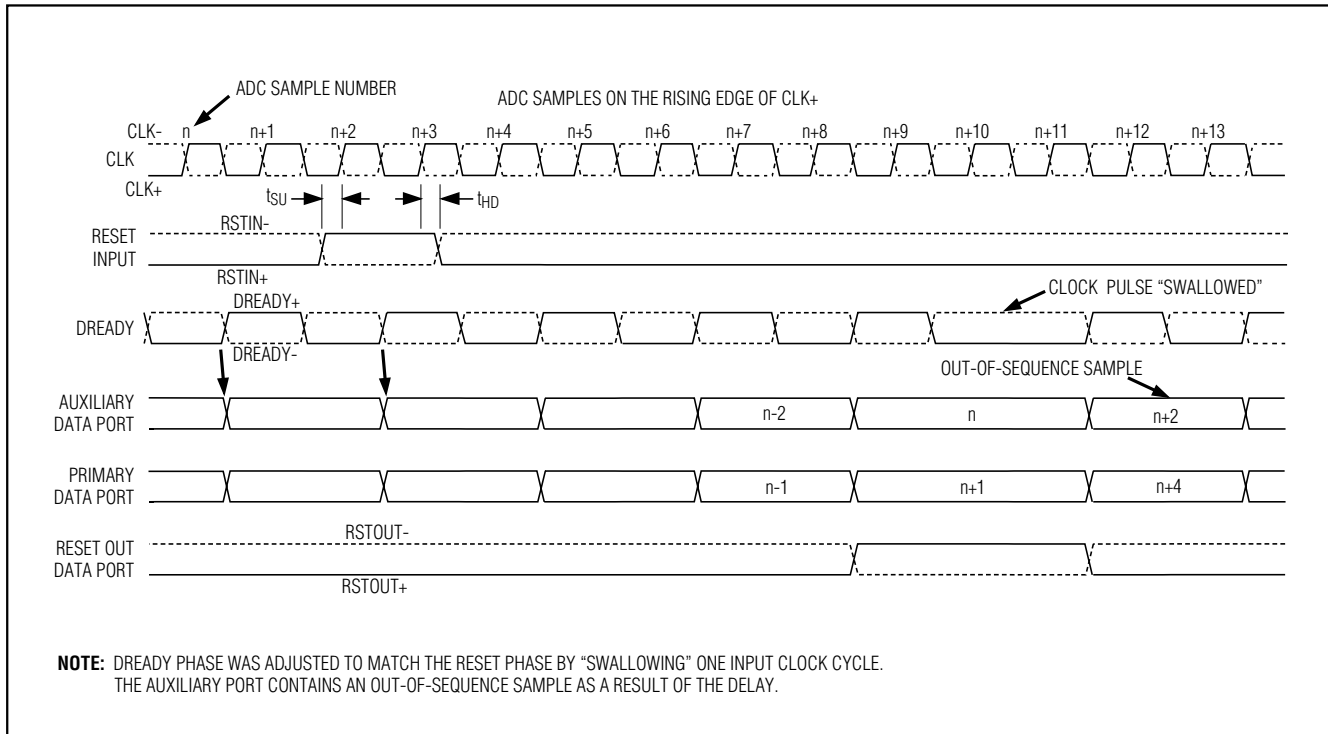 ADC SAMPLE NUMBER
ADC SAMPLES ON THE RISING EDGE OF CLK+
CLK- n n+1 n+2 n+3 n+4 n+5 n+6 n+7 n+8 n+9 n+10 n+11 n+12 n+13
CLK
CLK+
tSU tHD
RSTIN-
RESET
INPUT
RSTIN+
DREADY+
CLOCK PULSE “SWALLOWED”
DREADY
DREADY-
OUT-OF-SEQUENCE SAMPLE
AUXILIARY
DATA PORT
n-2 n n+2
PRIMARY
DATA PORT
n-1 n+1 n+4
RSTOUT-
RESET OUT
DATA PORT
RSTOUT+
NOTE: DREADY PHASE WAS ADJUSTED TO MATCH THE RESET PHASE BY “SWALLOWING” ONE INPUT CLOCK CYCLE.
THE AUXILIARY PORT CONTAINS AN OUT-OF-SEQUENCE SAMPLE AS A RESULT OF THE DELAY.